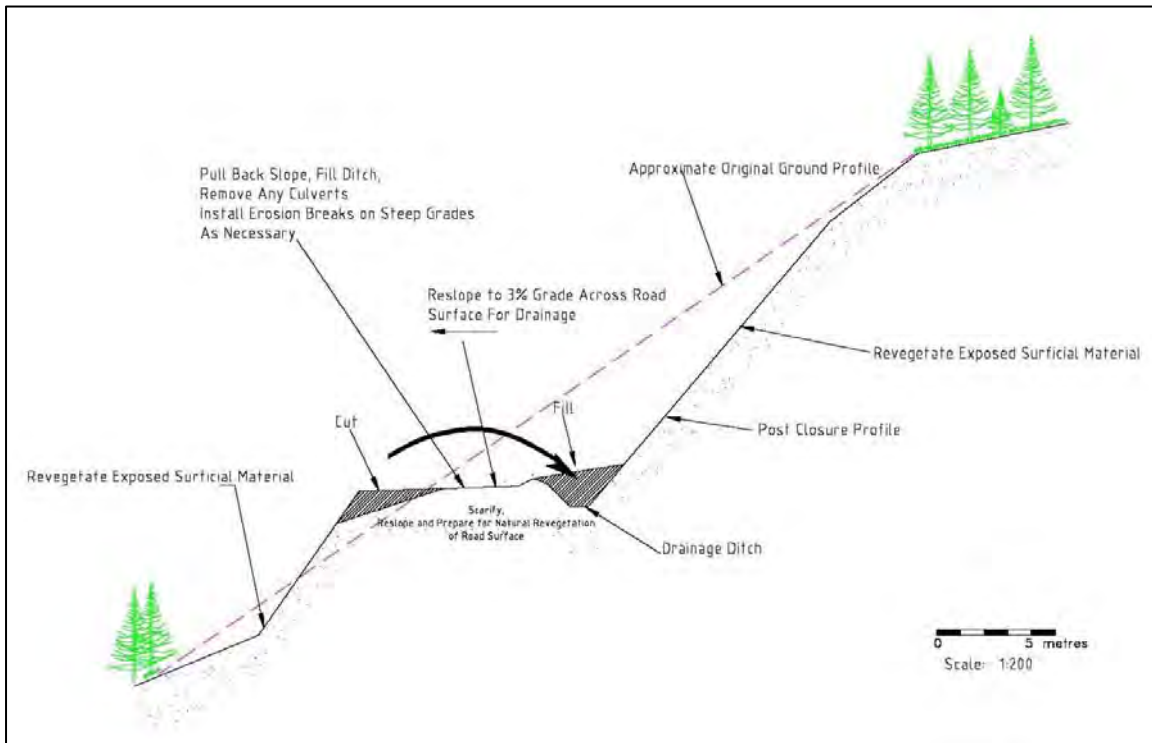 Pull Back Slope, Fill Ditch,
Remove Any Culverts
Install Erosion Breaks on Steep Grades
As Necessary
Approximate Original Ground Profile
Reslope to 3% Grade Across Road
Surface For Drainage
Revegetate Exposed Surficial Material
Cut
Fill
Post Closure Profile
Revegetate Exposed Surficial Material
Scarify,
Reslope and Prepare for Natural Revegetation
of Road Surface
Drainage Ditch
0 5 metres
Scale: 1:200